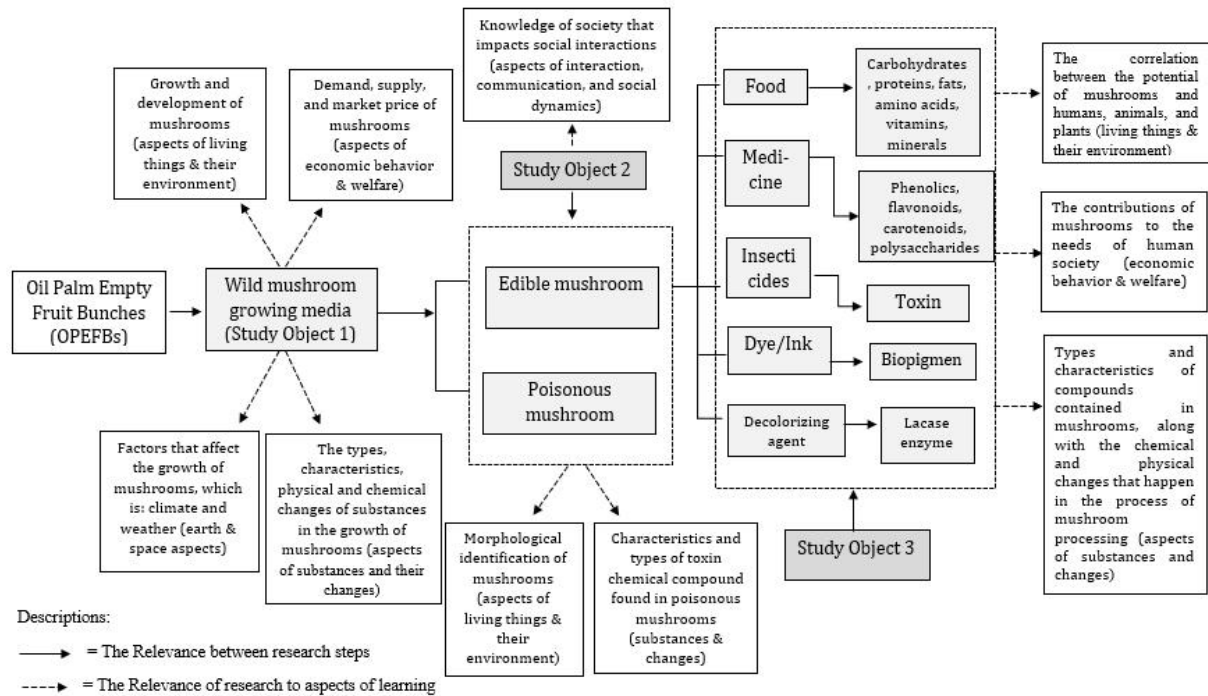 Growth and
development of
mushrooms
(aspects of living
things & their
environment)
Demand, supply,
and market price of
mushrooms
(aspects of
economic behavior
& welfare)
Knowledge of society that
impacts social interactions
(aspects of interaction,
communication, and social
dynamics)
Study Object 2
Oil Palm Empty
Fruit Bunches
(OPEFBs)
Wild mushroom
growing media
(Study Object 1)
Edible mushroom
Poisonous
mushroom
Factors that affect
the growth of
mushrooms, which
is: climate and
weather (earth &
space aspects)
The types,
characteristics,
physical and chemical
changes of substances
in the growth of
mushrooms (aspects
of substances and their
changes)
Morphological
identification of
mushrooms
(aspects of
living things &
their
environment)
Characteristics and
types of toxin
chemical compound
found in poisonous
mushrooms
(substances &
changes)
Food
Carbohydrates
, proteins, fats,
amino acids,
vitamins,
minerals
Medi-
cine
Phenolics,
flavonoids,
carotenoids,
polysaccharides
Insecti
cides
Toxin
Dye/Ink
Biopigmen
Decolorizing
agent
Lacase
enzyme
Study Object 3
The correlation
between the potential
of mushrooms and
humans, animals, and
plants (living things &
their environment)
The contributions of
mushrooms to the
needs of human
society (economic
behavior & welfare)
Types and
characteristics of
compounds
contained in
mushrooms, along
with the chemical
and physical
changes that happen
in the process of
mushroom
processing (aspects
of substances and
changes)
Descriptions:
= The Relevance between research steps
= The Relevance of research to aspects of learning